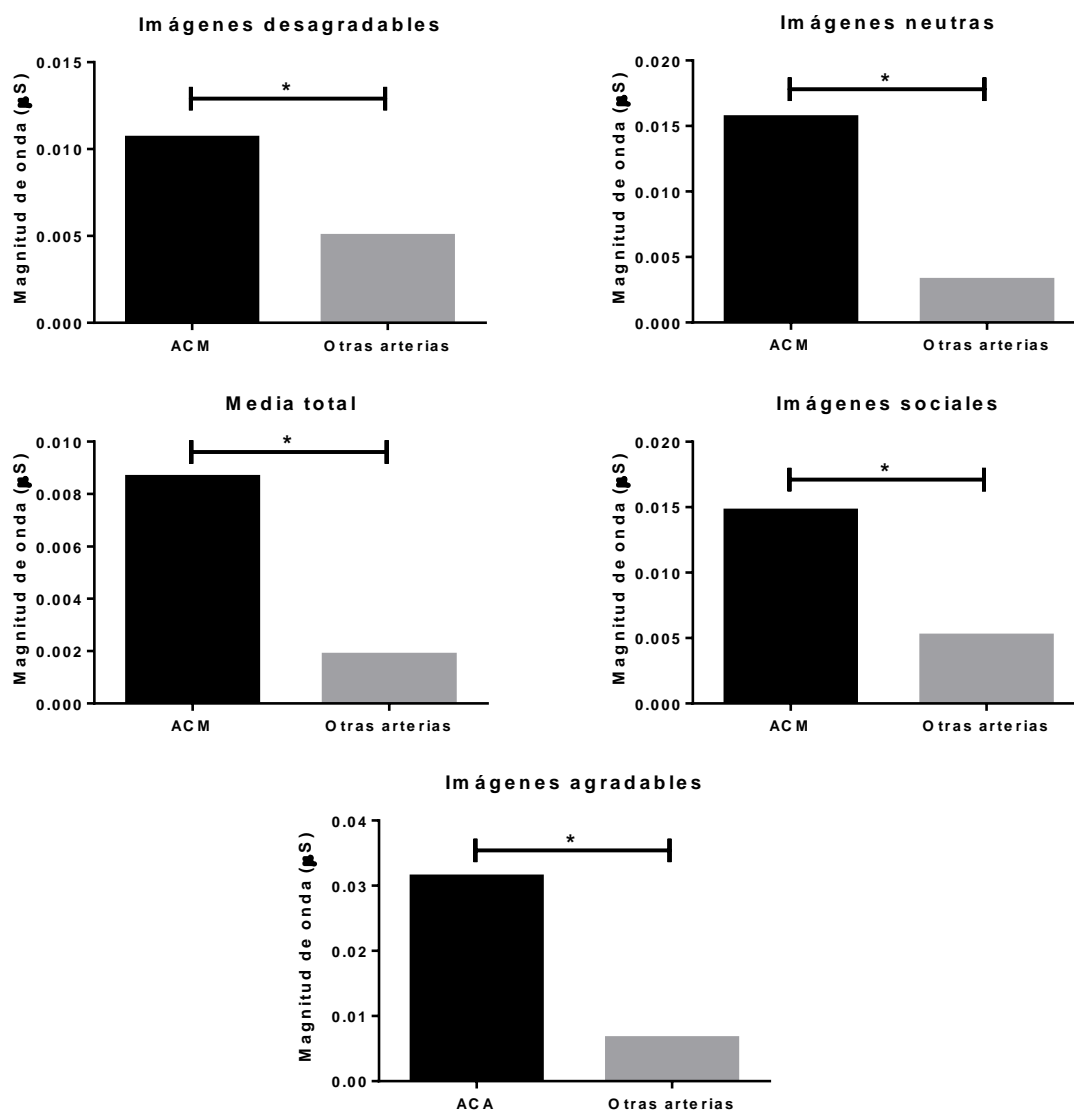 Imágenes desagradables
Magnitud de onda (µS)
0.015
0.010
0.005
0.000
*
ACM
Otras arterias
Imágenes neutras
Magnitud de onda (µS)
0.020
0.015
0.010
0.005
0.000
*
ACM
Otras arterias
Media total
Magnitud de onda (µS)
0.010
0.008
0.006
0.004
0.002
0.000
*
ACM
Otras arterias
Imágenes sociales
Magnitud de onda (µS)
0.020
0.015
0.010
0.005
0.000
*
ACM
Otras arterias
Imágenes agradables
Magnitud de onda (µS)
0.04
0.03
0.02
0.01
0.00
*
ACA
Otras arterias